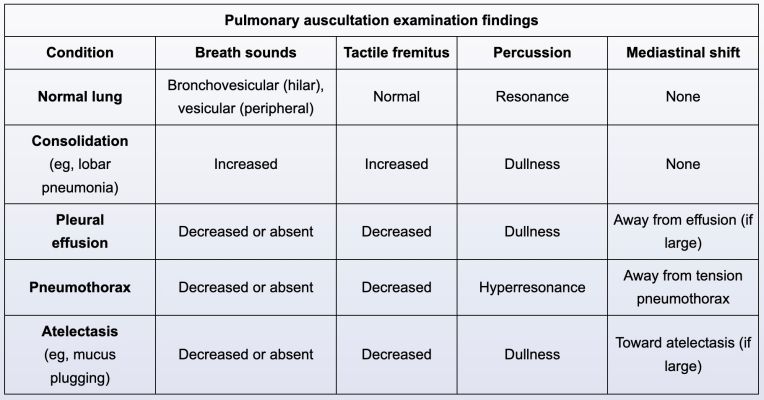 Pulmonary auscultation examination findings
Condition Breath sounds Tactile fremitus Percussion Mediastinal shift
Normal lung Bronchovesicular (hilar), vesicular (peripheral) Normal Resonance None
Consolidation (eg, lobar pneumonia) Increased Increased Dullness None
Pleural effusion Decreased or absent Decreased Dullness Away from effusion (if large)
Pneumothorax Decreased or absent Decreased Hyperresonance Away from tension pneumothorax
Atelectasis (eg, mucus plugging) Decreased or absent Decreased Dullness Toward atelectasis (if large)